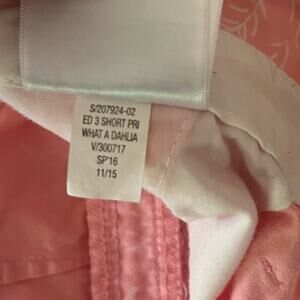 S/207924-02
ED 3 SHORT PRI
WHAT A DAHLIA
V/300717
SP'16
11/15